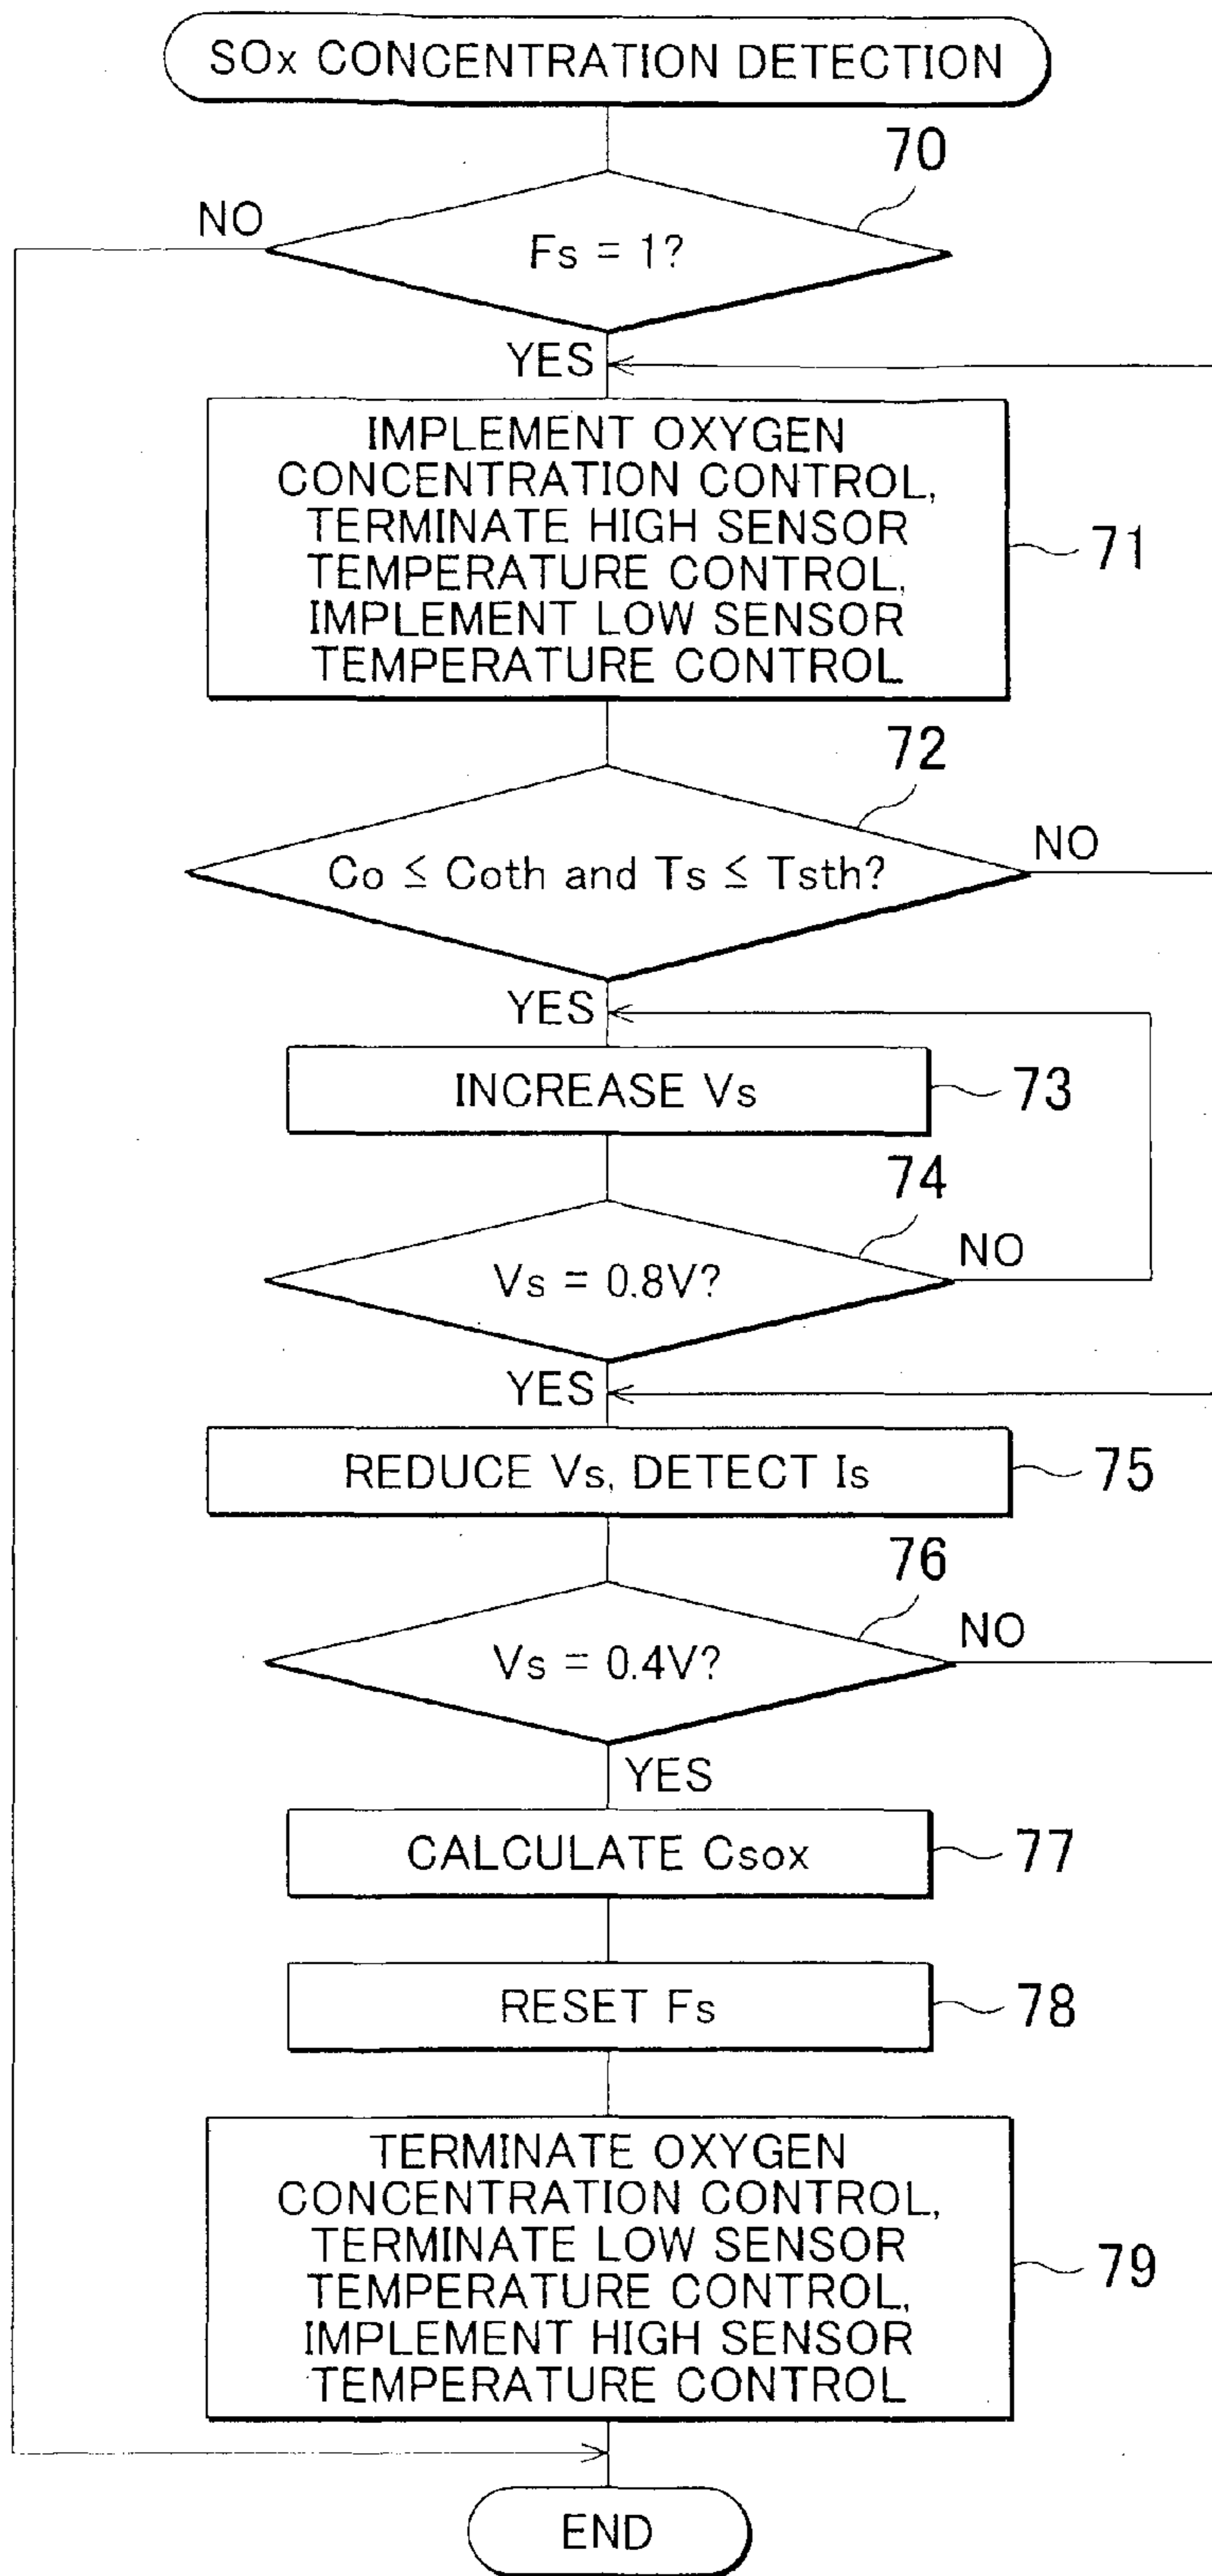 SOx CONCENTRATION DETECTION
70
NO
Fs = 1?
YES
IMPLEMENT OXYGEN
CONCENTRATION CONTROL,
TERMINATE HIGH SENSOR
TEMPERATURE CONTROL,
IMPLEMENT LOW SENSOR
TEMPERATURE CONTROL
71
72
Co ≤ Coth and Ts ≤ Tsth?
NO
YES
INCREASE Vs
73
74
Vs = 0.8V?
NO
YES
REDUCE Vs, DETECT Is
75
76
Vs = 0.4V?
NO
YES
CALCULATE Csox
77
RESET Fs
78
TERMINATE OXYGEN
CONCENTRATION CONTROL,
TERMINATE LOW SENSOR
TEMPERATURE CONTROL,
IMPLEMENT HIGH SENSOR
TEMPERATURE CONTROL
79
END